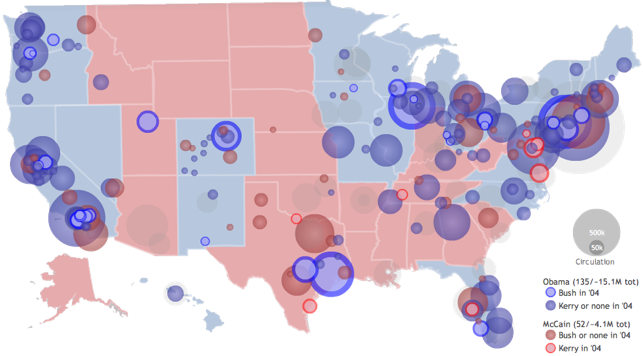 500k
50k
Circulation
Obama (135/~15.1M tot)
Bush in '04
Kerry or none in '04
McCain (52/~4.1M tot)
Bush or none in '04
Kerry in '04